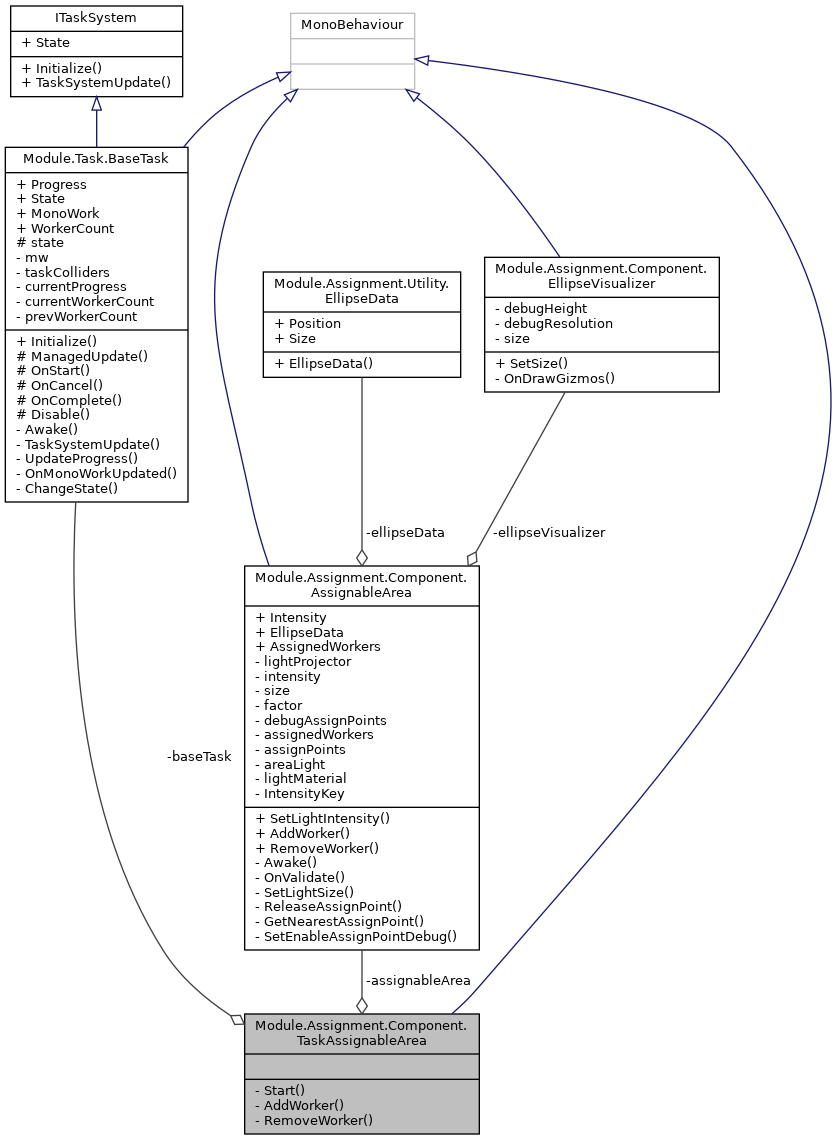 ITaskSystem
+ State
+ Initialize()
+ TaskSystemUpdate()
MonoBehaviour
Module.Task.BaseTask
+ Progress
+ State
+ MonoWork
+ WorkerCount
# state
- mw
- taskColliders
- currentProgress
- currentWorkerCount
- prevWorkerCount
+ Initialize()
# ManagedUpdate()
# OnStart()
# OnCancel()
# OnComplete()
# Disable()
- Awake()
- TaskSystemUpdate()
- UpdateProgress()
- OnMonoWorkUpdated()
- ChangeState()
Module.Assignment.Utility.
EllipseData
+ Position
+ Size
+ EllipseData()
Module.Assignment.Component.
EllipseVisualizer
- debugHeight
- debugResolution
- size
+ SetSize()
- OnDrawGizmos()
-ellipseData
-ellipseVisualizer
Module.Assignment.Component.
AssignableArea
+ Intensity
+ EllipseData
+ AssignedWorkers
- lightProjector
- intensity
- size
- factor
- debugAssignPoints
- assignedWorkers
- assignPoints
- areaLight
- lightMaterial
- IntensityKey
+ SetLightIntensity()
+ AddWorker()
+ RemoveWorker()
- Awake()
- OnValidate()
- SetLightSize()
- ReleaseAssignPoint()
- GetNearestAssignPoint()
- SetEnableAssignPointDebug()
-baseTask
-assignableArea
Module.Assignment.Component.
TaskAssignableArea
- Start()
- AddWorker()
- RemoveWorker()